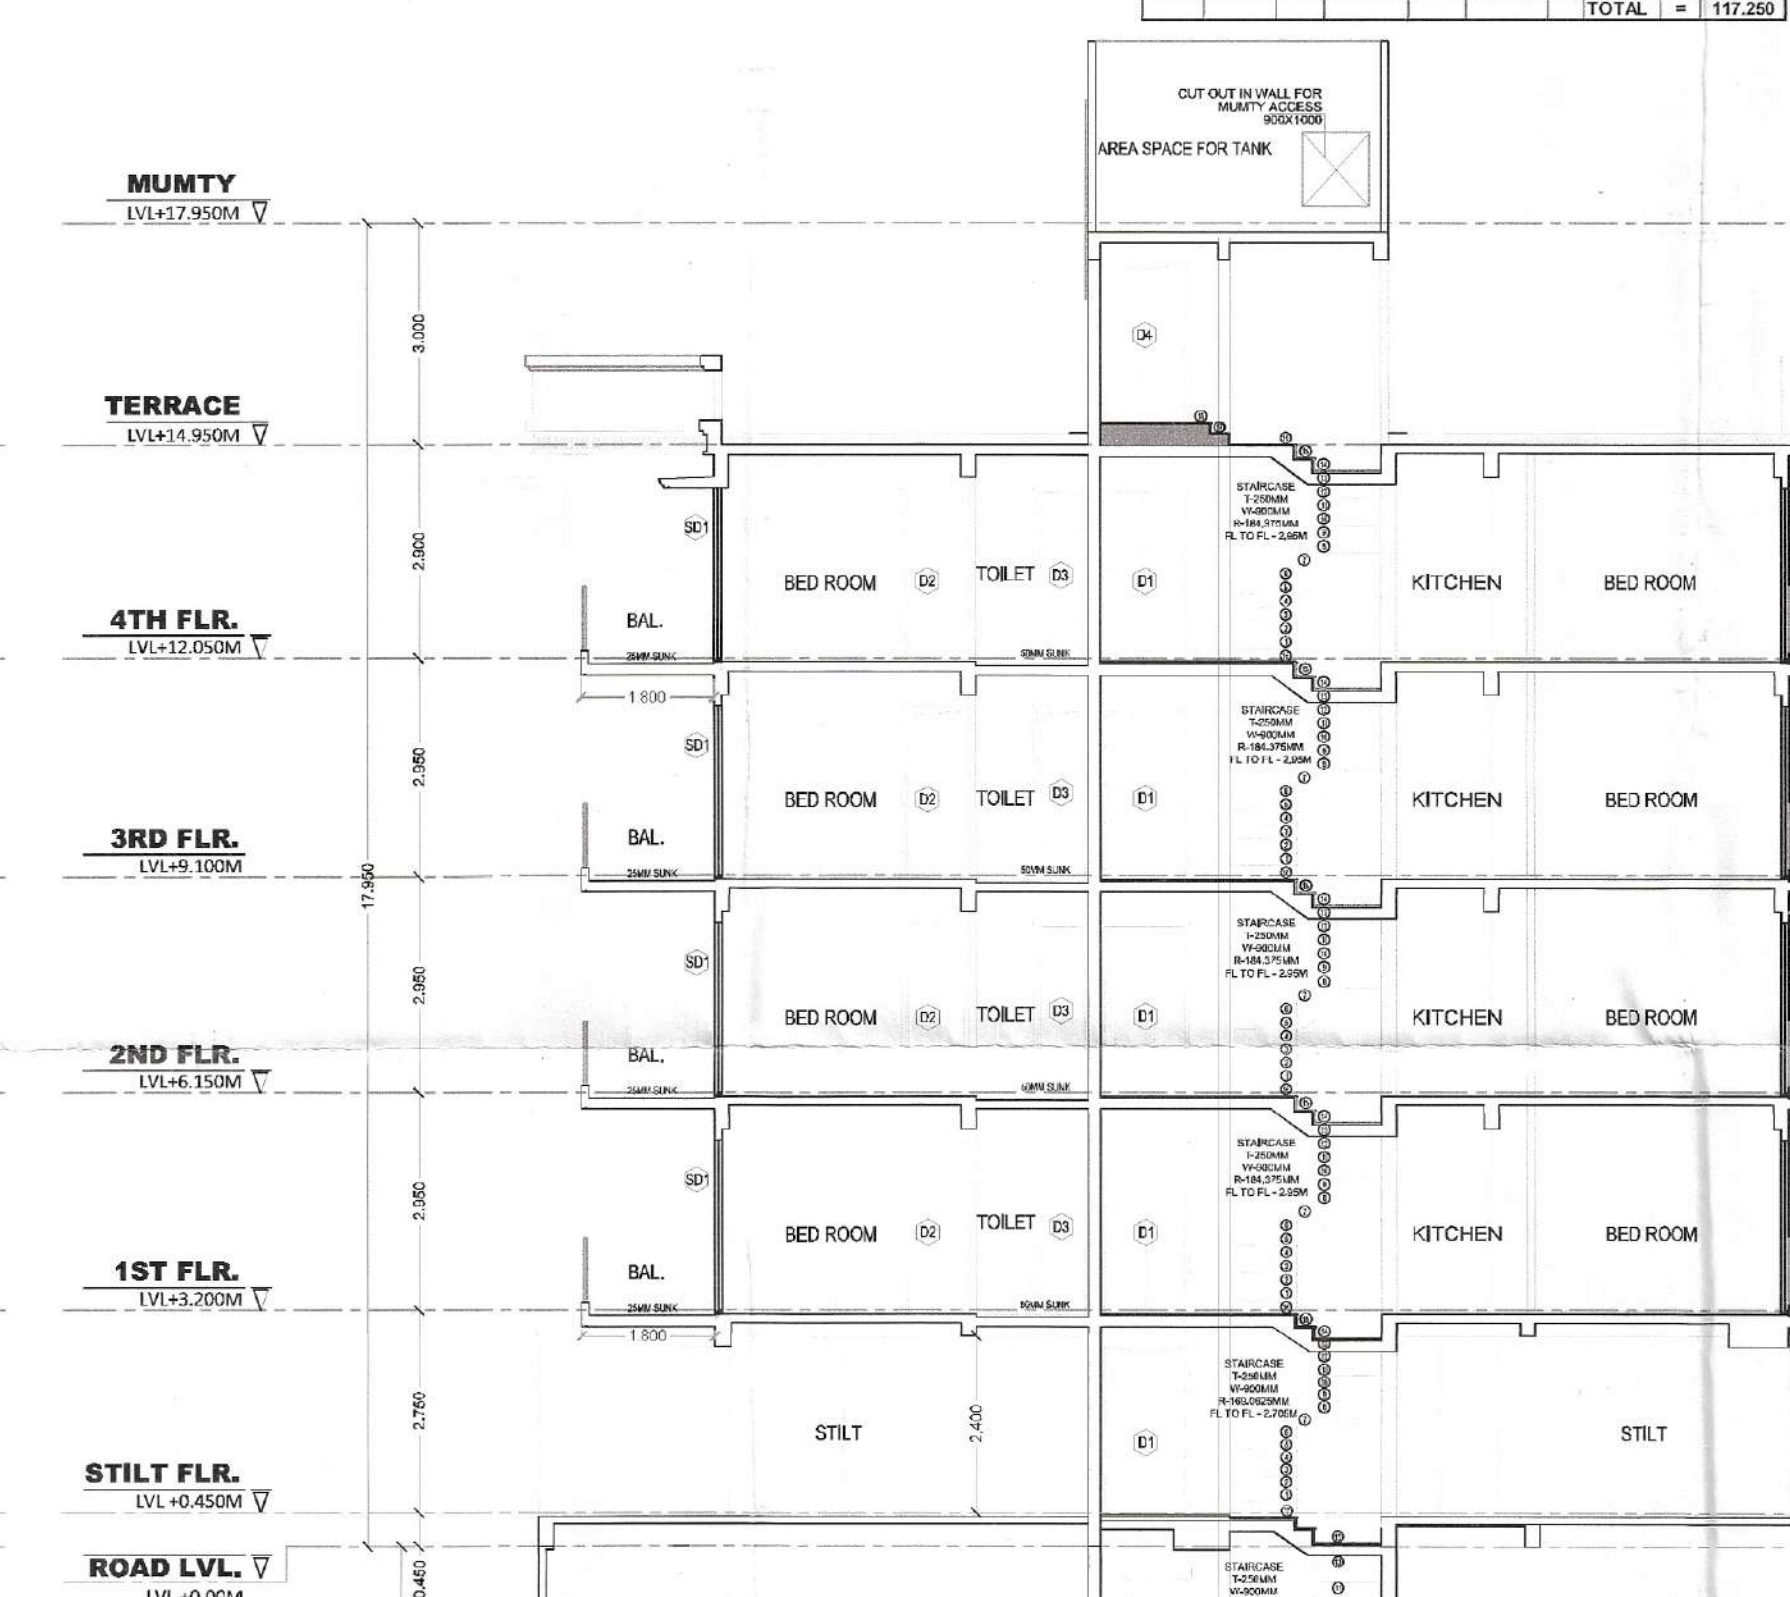 TOTAL = 117.250
CUT OUT IN WALL FOR
MUMTY ACCESS
900X1000
AREA SPACE FOR TANK
MUMTY
LVL+17.950M
3.000
D4
TERRACE
LVL+14.950M
STAIRCASE
T-250MM
W-900MM
R-184.375MM
FL TO FL - 2.95M
SD1
2.900
BED ROOM D2 TOILET D3 D1 KITCHEN BED ROOM
4TH FLR.
LVL+12.050M
BAL.
25MM SUNK 50MM SUNK
1.800
STAIRCASE
T-250MM
W-900MM
R-184.375MM
FL TO FL - 2.95M
SD1
2.950
BED ROOM D2 TOILET D3 D1 KITCHEN BED ROOM
3RD FLR.
LVL+9.100M
BAL.
25MM SUNK 50MM SUNK
17.950
STAIRCASE
T-250MM
W-900MM
R-184.375MM
FL TO FL - 2.95M
SD1
2.950
BED ROOM D2 TOILET D3 D1 KITCHEN BED ROOM
2ND FLR.
LVL+6.150M
BAL.
25MM SUNK 50MM SUNK
STAIRCASE
T-250MM
W-900MM
R-184.375MM
FL TO FL - 2.95M
SD1
2.950
BED ROOM D2 TOILET D3 D1 KITCHEN BED ROOM
1ST FLR.
LVL+3.200M
BAL.
25MM SUNK 50MM SUNK
1.800
STAIRCASE
T-250MM
W-900MM
R-169.0625MM
FL TO FL - 2.705M
2.750
STILT 2,400 D1 STILT
STILT FLR.
LVL +0.450M
ROAD LVL.
0.450
STAIRCASE
T-250MM
W-900MM